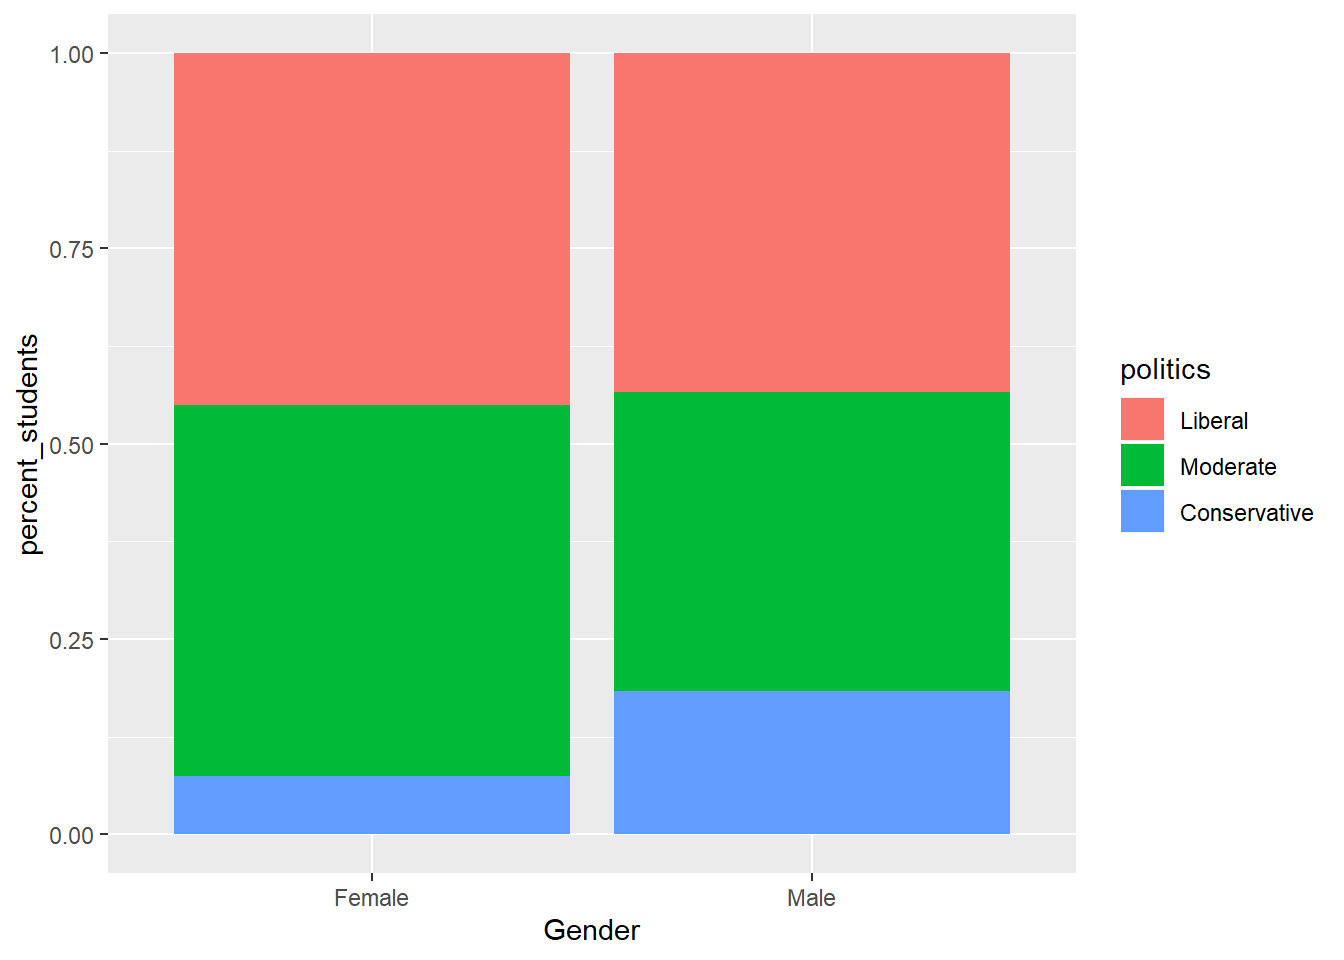 1.00
0.75
0.50
0.25
0.00
percent_students
Female
Male
Gender
politics
Liberal
Moderate
Conservative